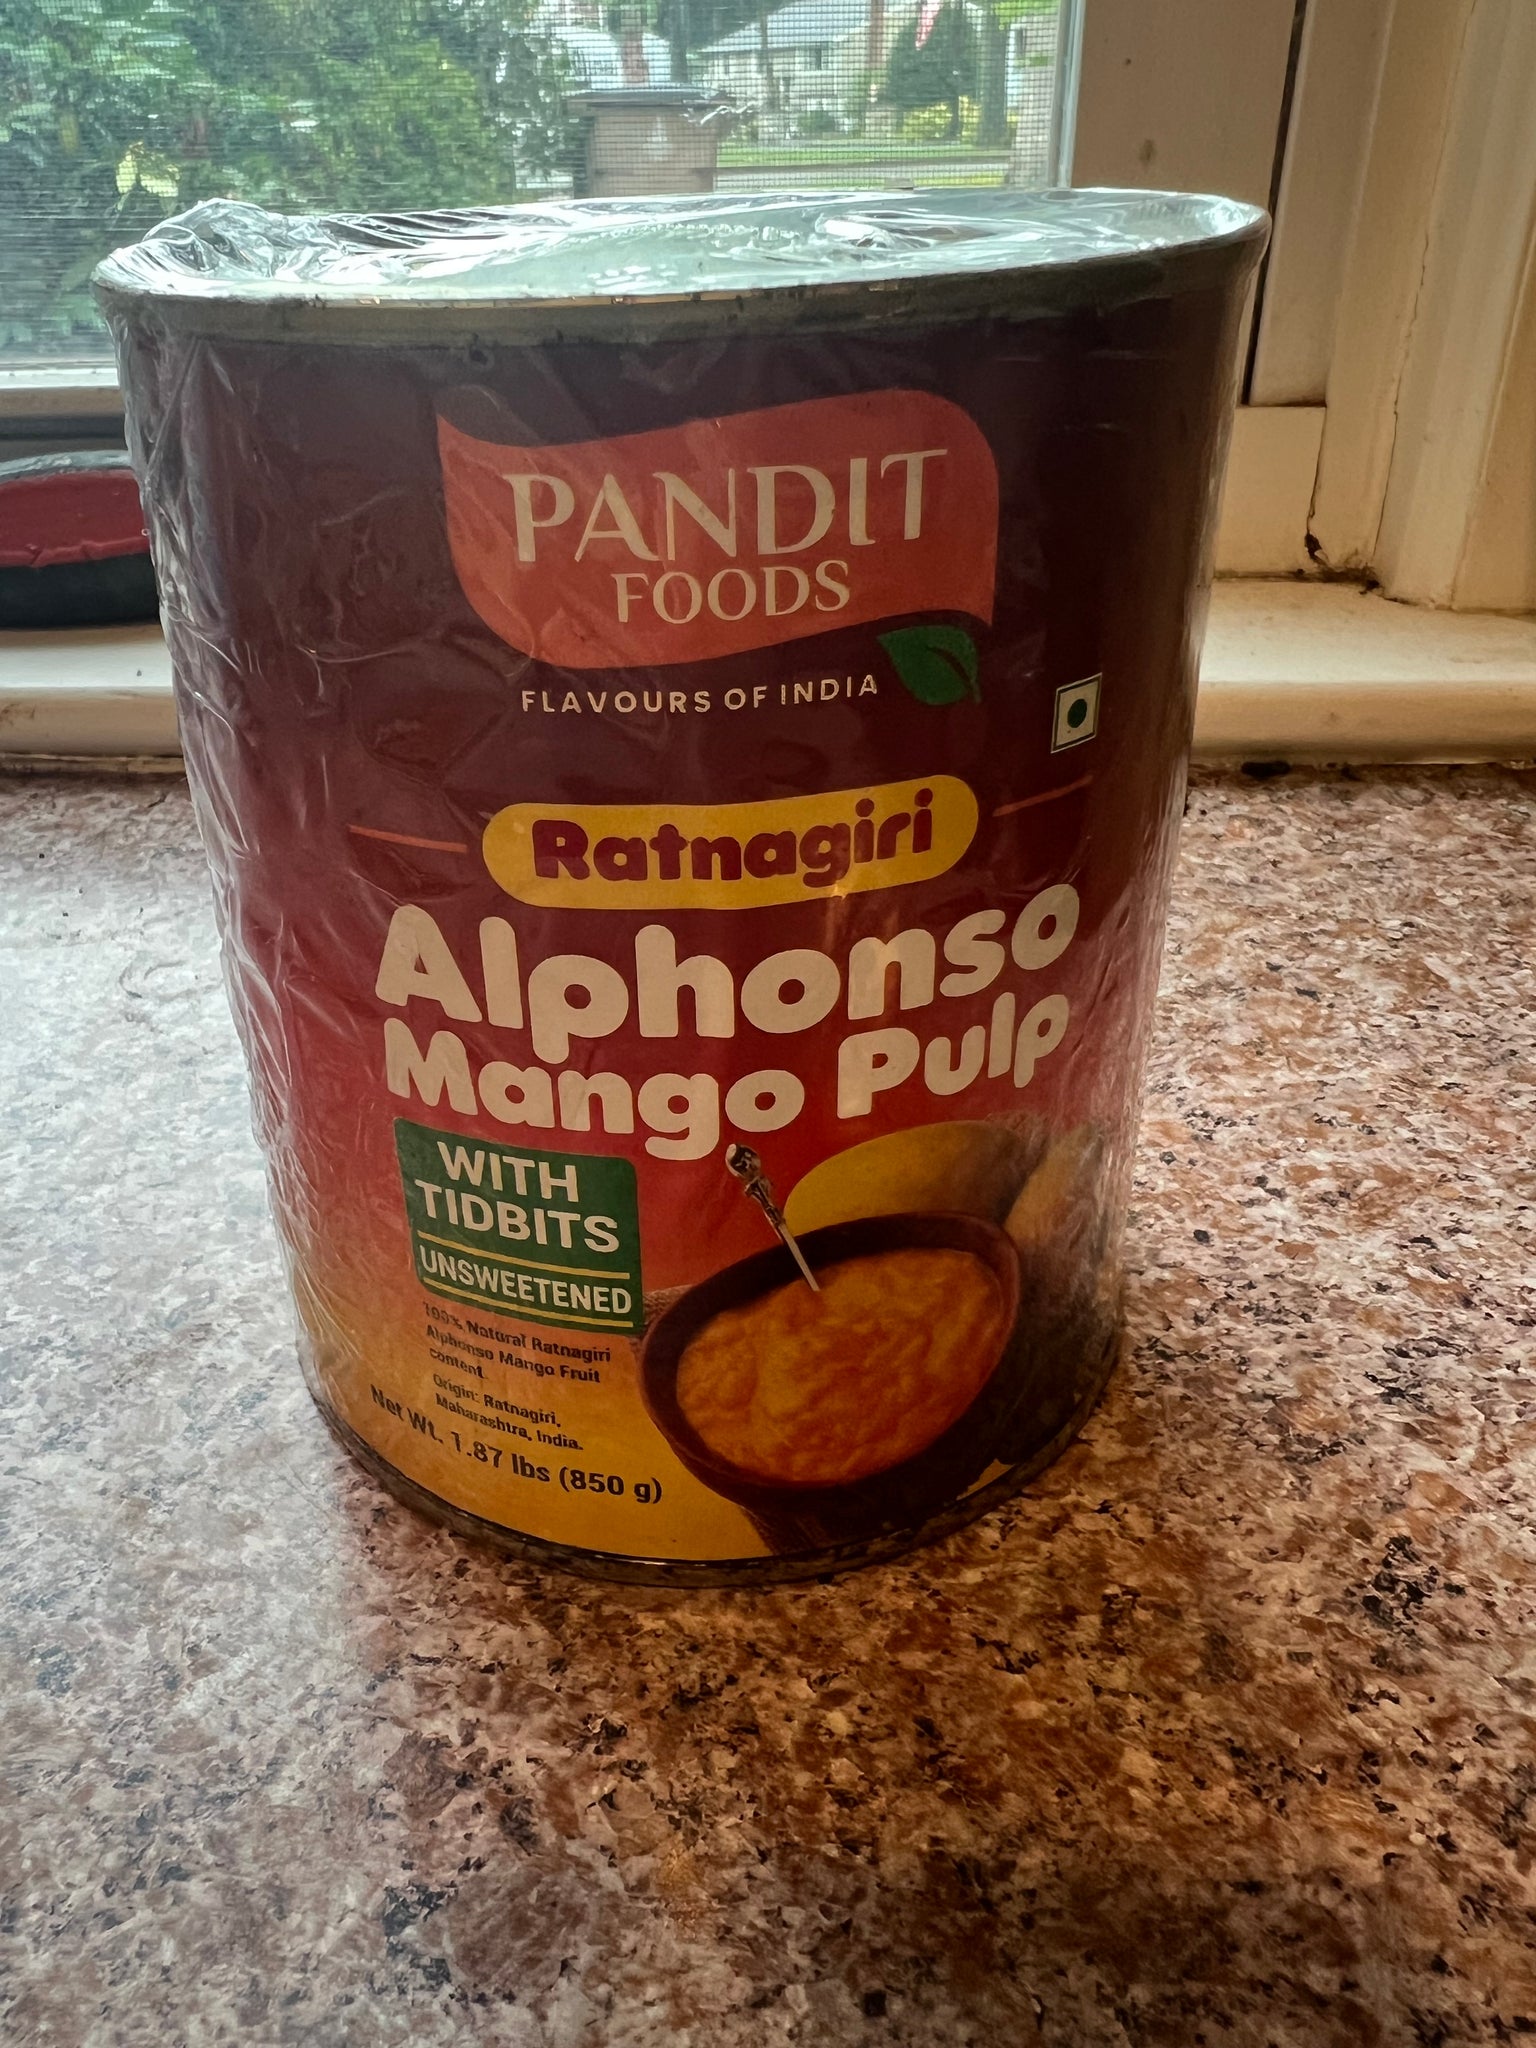 PANDIT
FOODS
FLAVOURS OF INDIA
Ratnagiri
Alphonso
Mango Pulp
WITH
TIDBITS
UNSWEETENED
100% Natural Ratnagiri
Alphonso Mango Fruit
content.
Origin: Ratnagiri,
Maharashtra, India.
Net Wt. 1.87 lbs (850 g)